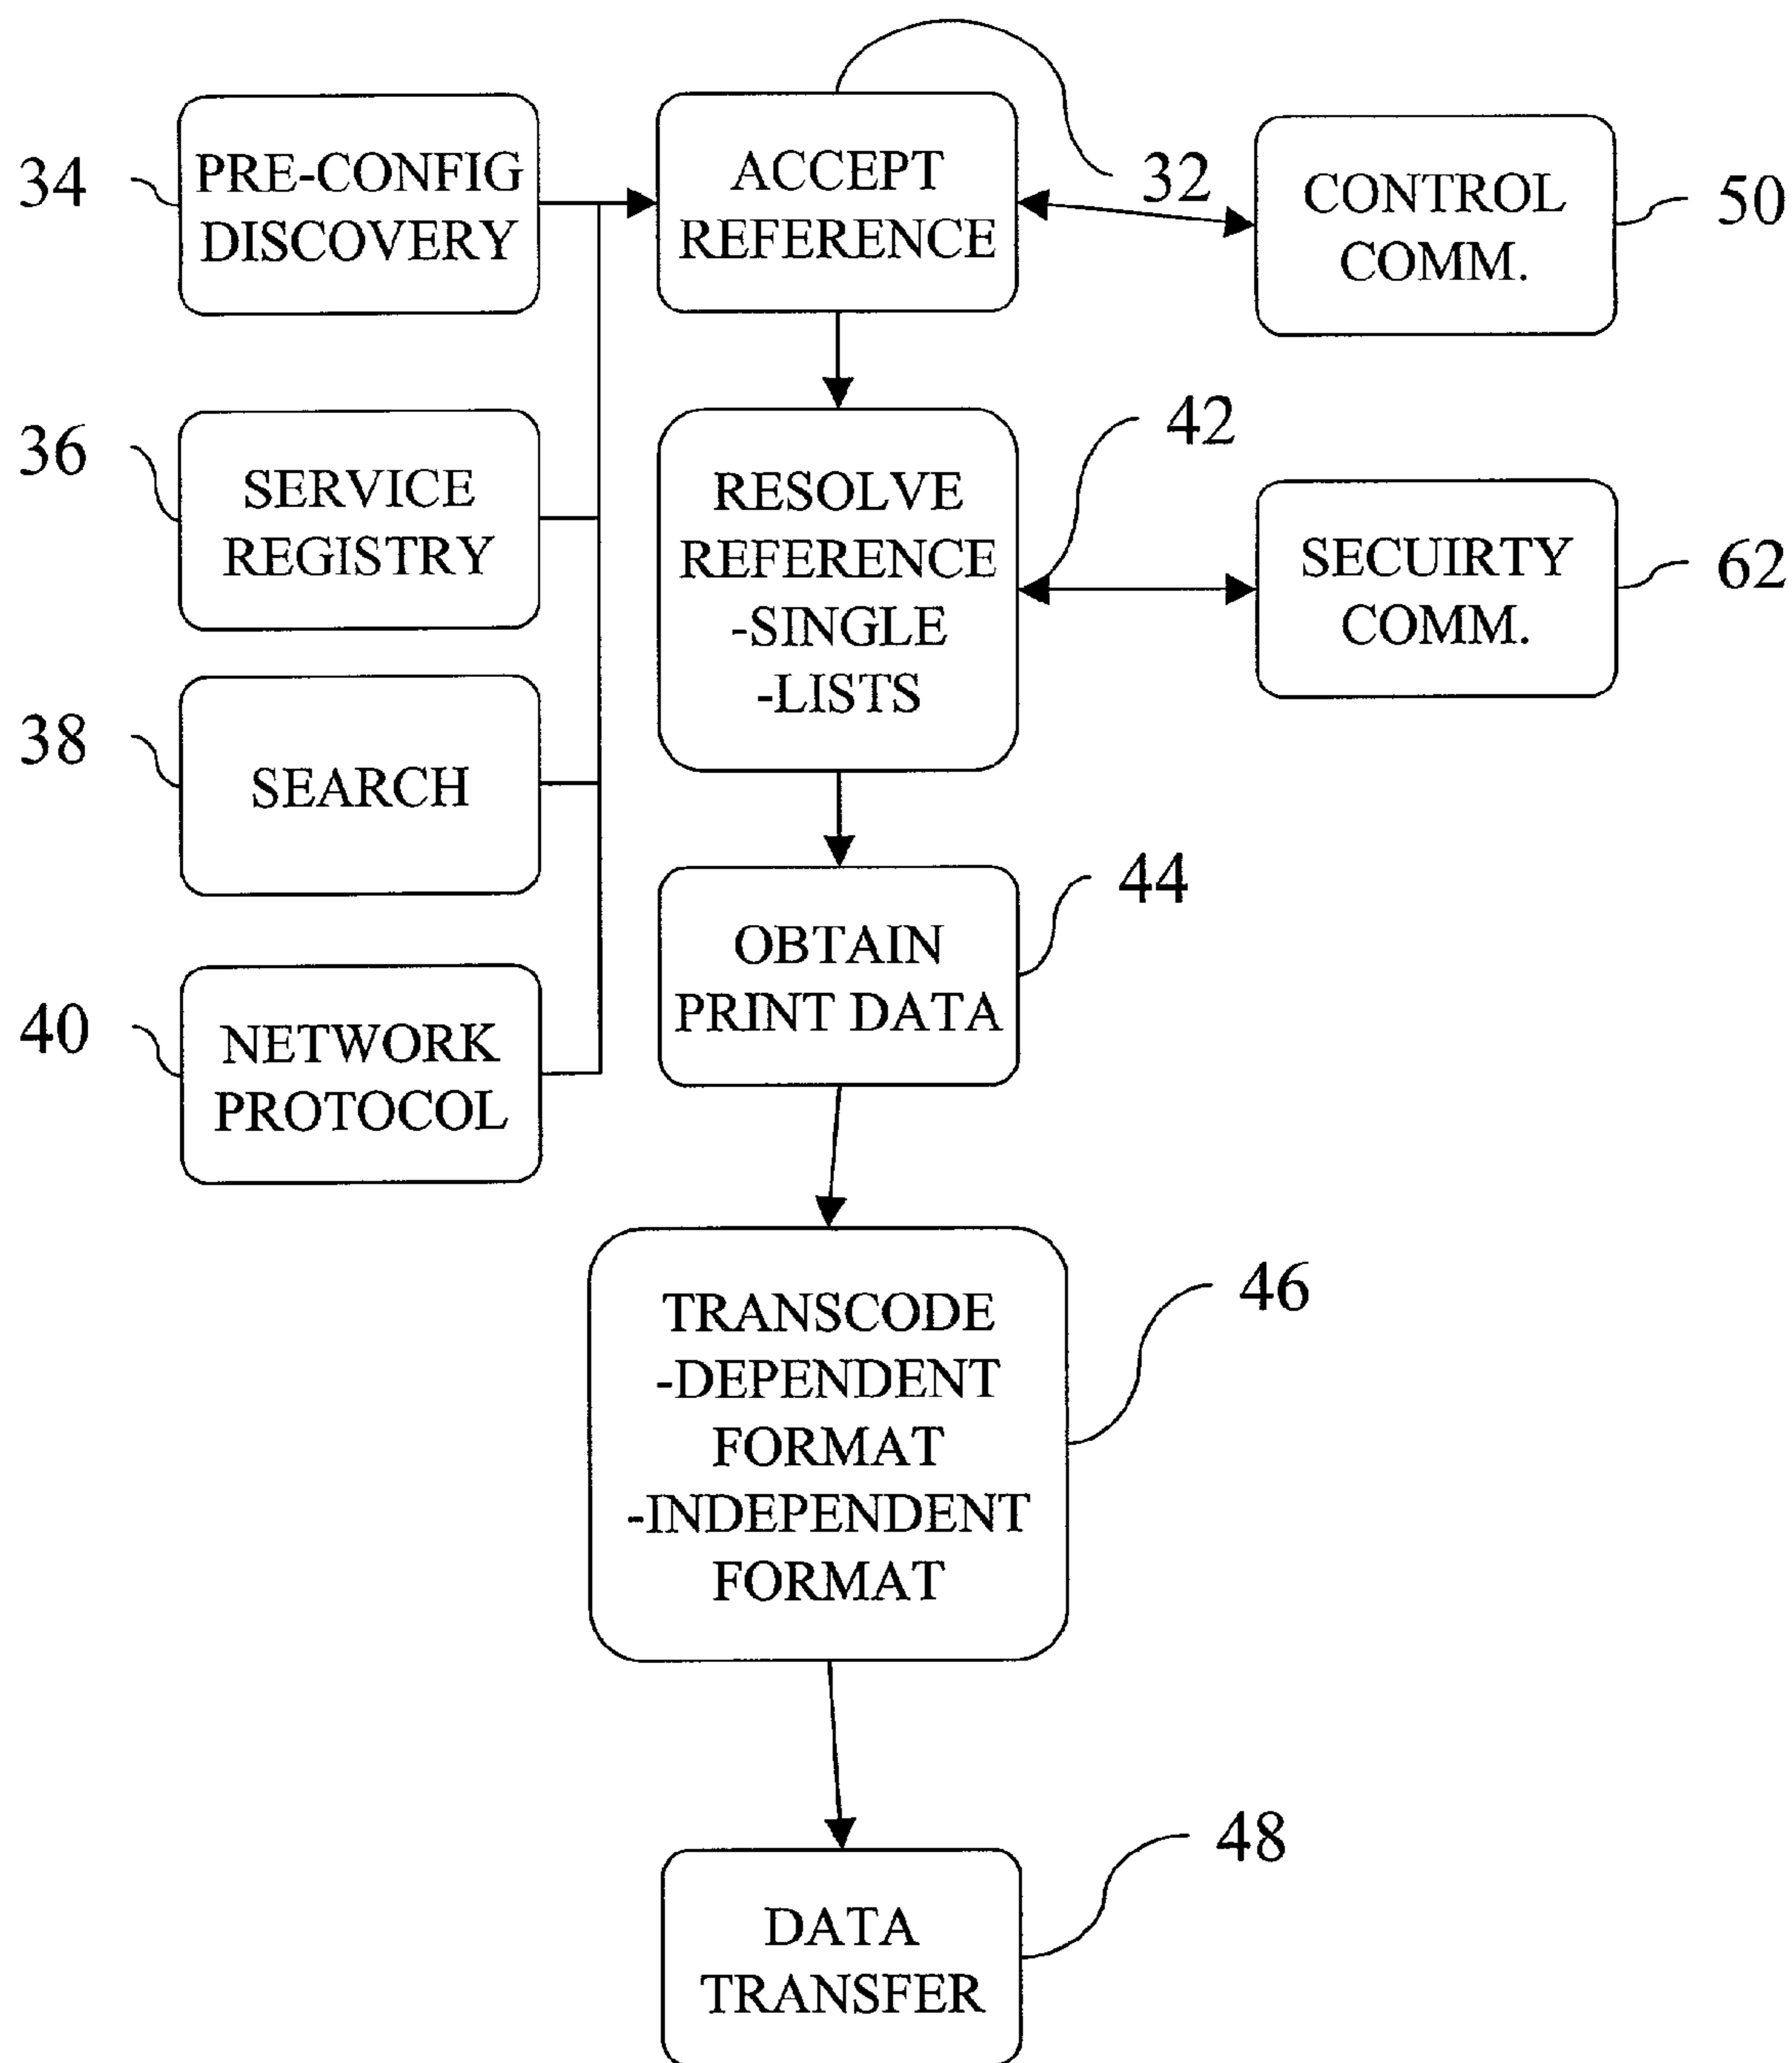 34
PRE-CONFIG
DISCOVERY
ACCEPT
REFERENCE
32
CONTROL
COMM.
50
36
SERVICE
REGISTRY
RESOLVE
REFERENCE
-SINGLE
-LISTS
42
SECUIRTY
COMM.
62
38
SEARCH
40
NETWORK
PROTOCOL
OBTAIN
PRINT DATA
44
TRANSCODE
-DEPENDENT
FORMAT
-INDEPENDENT
FORMAT
46
DATA
TRANSFER
48